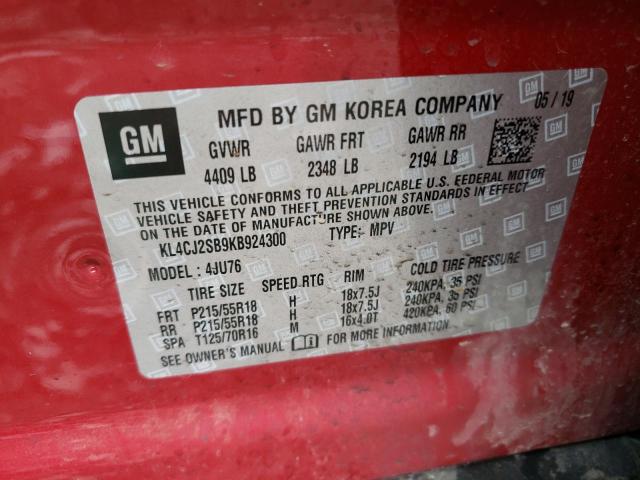 GM
MFD BY GM KOREA COMPANY 05 / 19
GVWR GAWR FRT GAWR RR
4409 LB 2348 LB 2194 LB
THIS VEHICLE CONFORMS TO ALL APPLICABLE U.S. FEDERAL MOTOR
VEHICLE SAFETY AND THEFT PREVENTION STANDARDS IN EFFECT
ON THE DATE OF MANUFACTURE SHOWN ABOVE.
KL4CJ2SB9KB924300 TYPE:- MPV
MODEL : 4JU76
TIRE SIZE SPEED RTG RIM COLD TIRE PRESSURE
FRT P215/55R18 H 18x7.5J 240KPA, 35 PSI
RR P215/55R18 H 18x7.5J 240KPA, 35 PSI
SPA T125/70R16 M 16x4.0T 420KPA, 60 PSI
SEE OWNER'S MANUAL FOR MORE INFORMATION